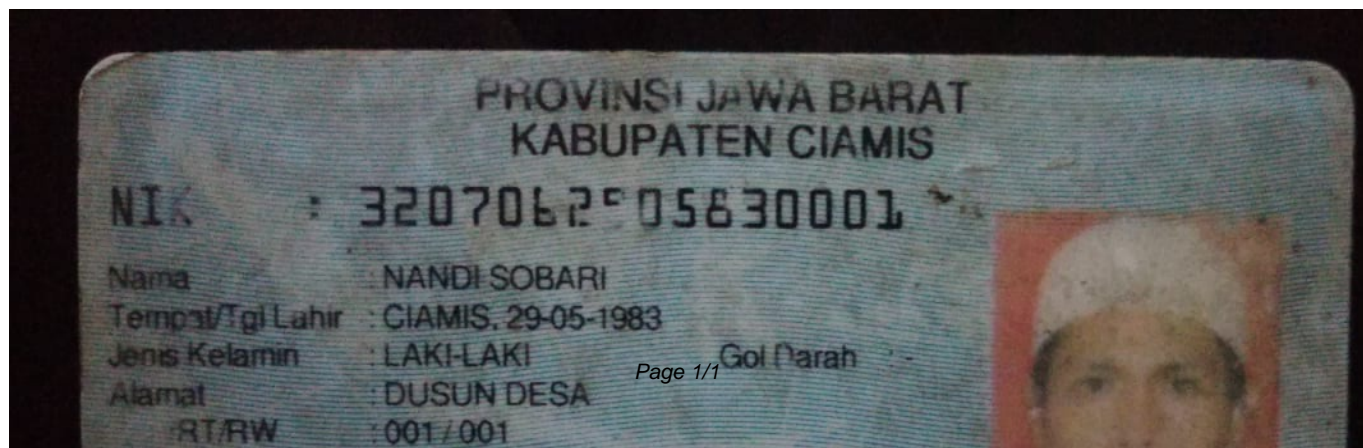 PROVINSI JAWA BARAT
KABUPATEN CIAMIS
NIK :
Nama : NANDI SOBARI
Tempat/Tgl Lahir : CIAMIS, 29-05-1983
Jenis Kelamin : LAKI-LAKI Gol Darah : -
Page 1/1
Alamat : DUSUN DESA
RT/RW : 001/001